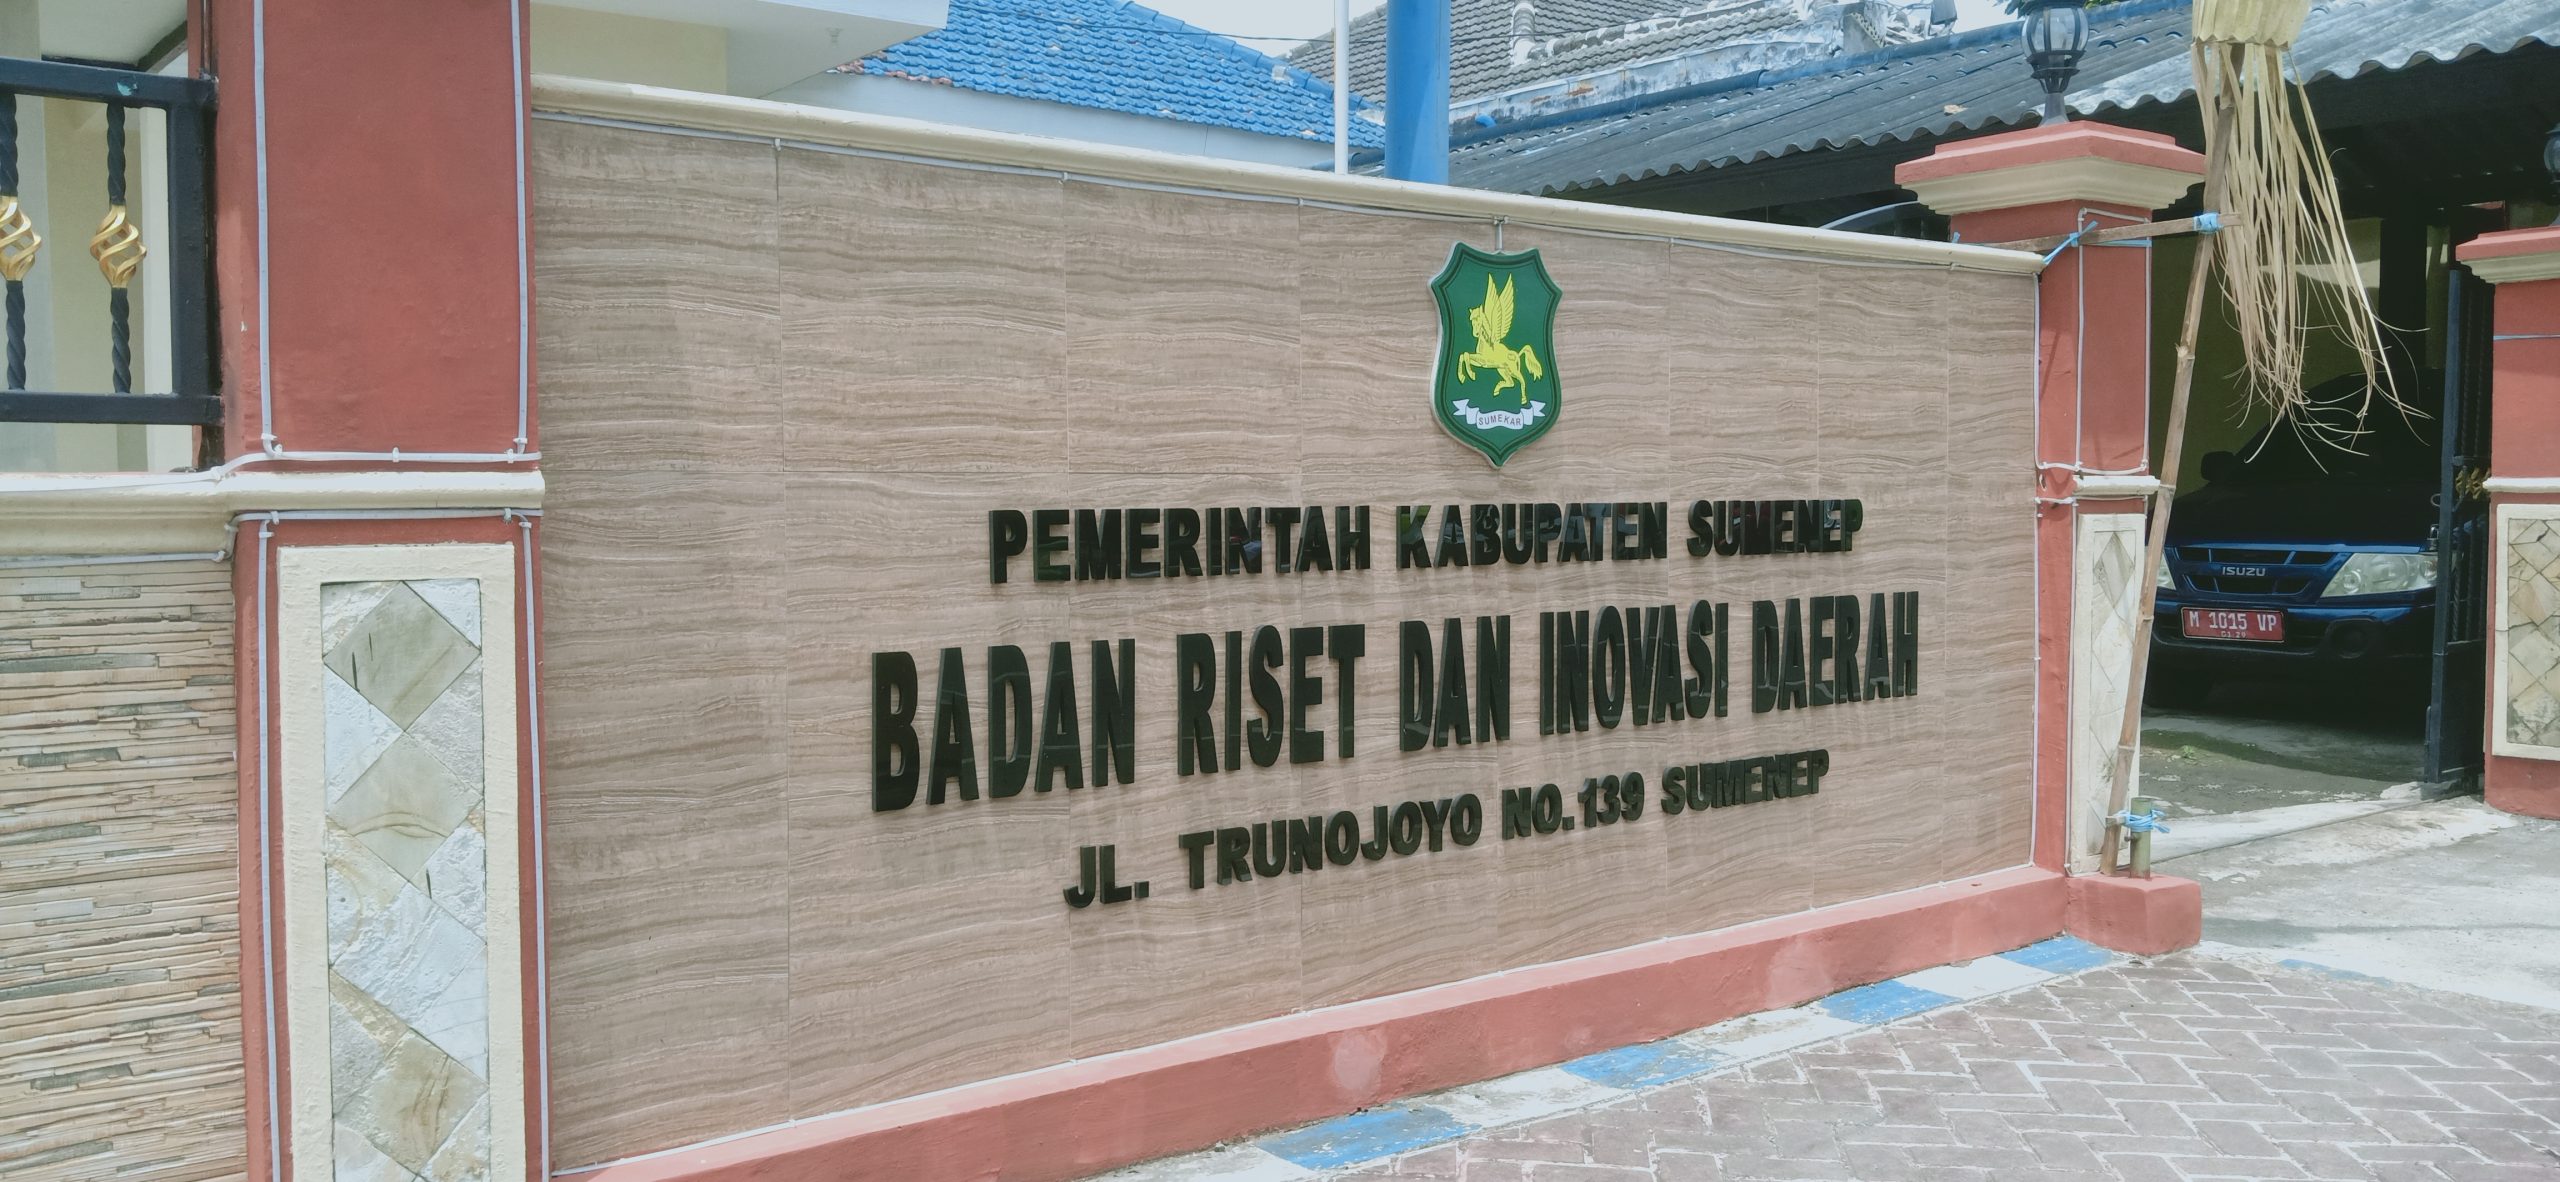 SUMEKAR
PEMERINTAH KABUPATEN SUMENEP
BADAN RISET DAN INOVASI DAERAH
JL. TRUNOJOYO NO.139 SUMENEP
ISUZU
M 1015 VP